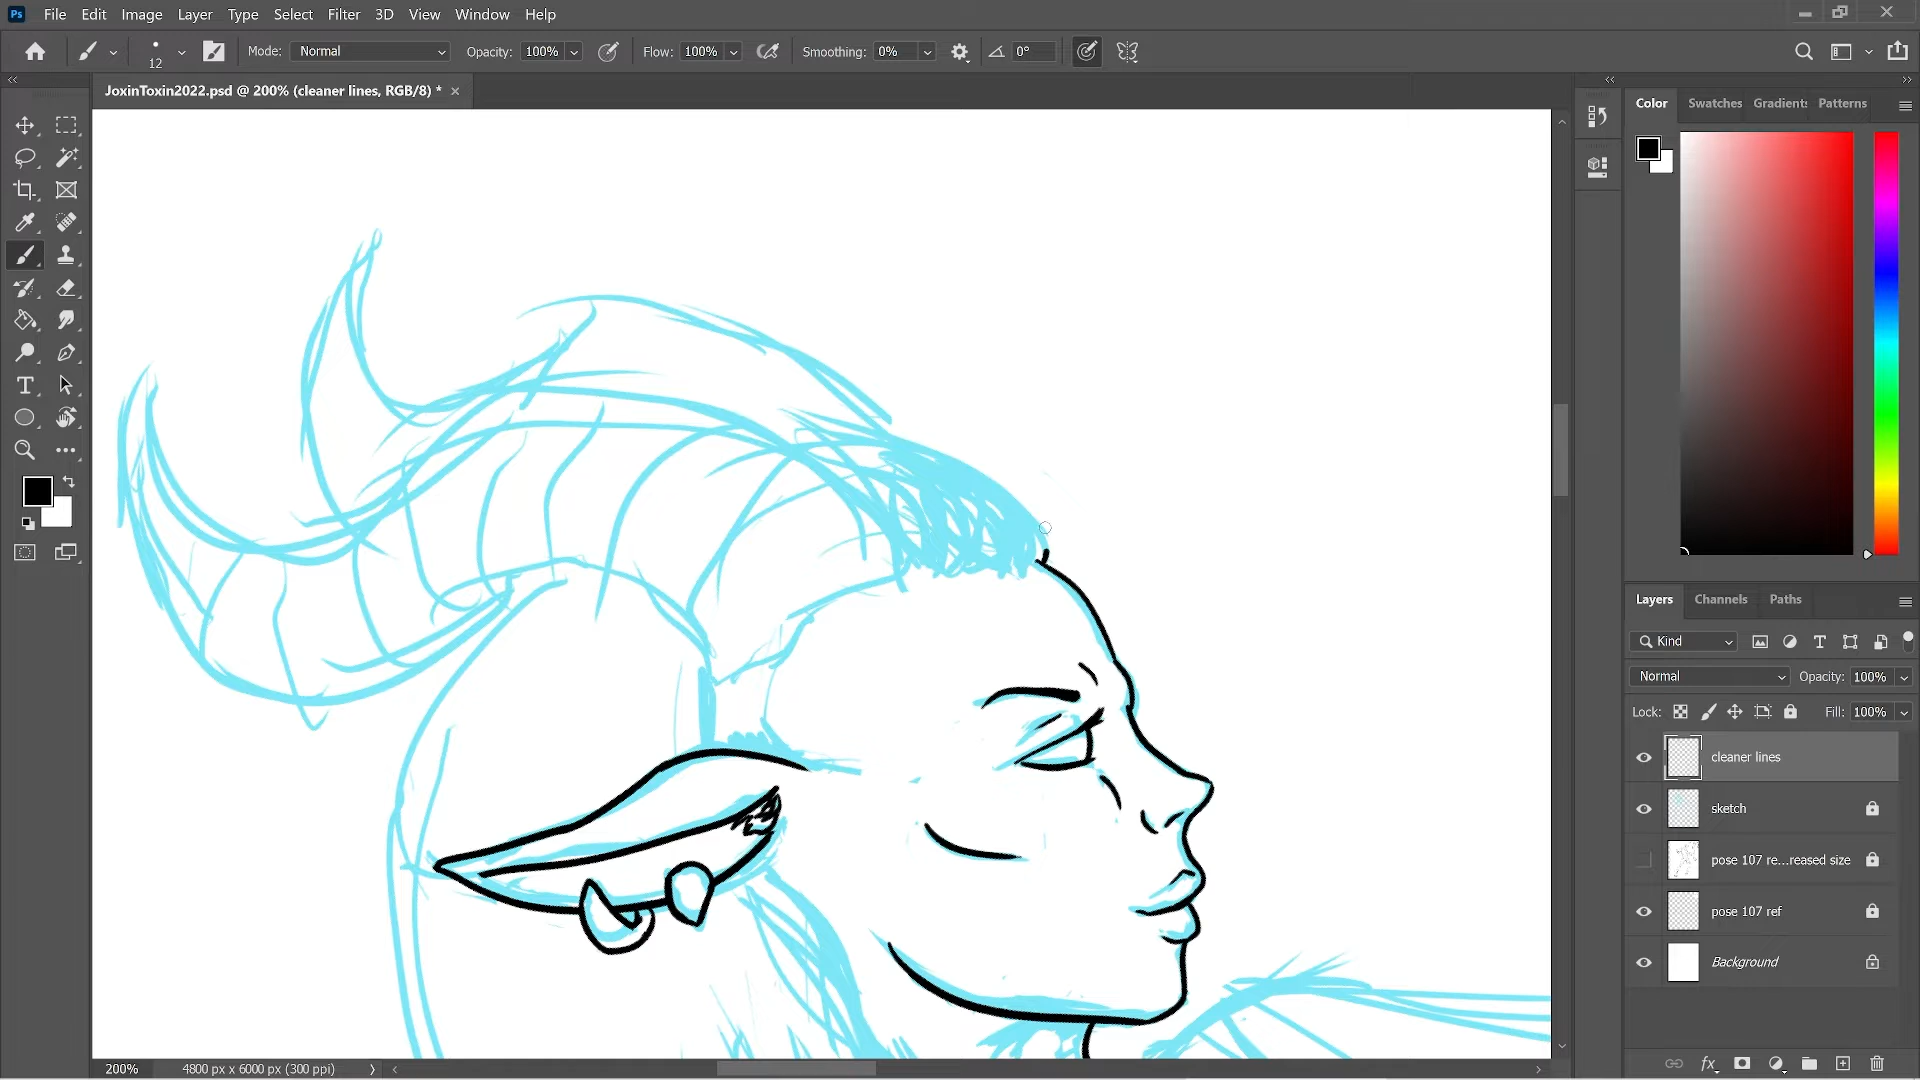 Ps File Edit Image Layer Type Select Filter 3D View Window Help
12 Mode: Normal Opacity: 100% Flow: 100% Smoothing: 0% 0°
JoxinToxin2022.psd @ 200% (cleaner lines, RGB/8) *
Color Swatches Gradients Patterns
Layers Channels Paths
Kind
Normal Opacity: 100%
Lock: Fill: 100%
cleaner lines
sketch
pose 107 re...reased size
pose 107 ref
Background
200% 4800 px x 6000 px (300 ppi)